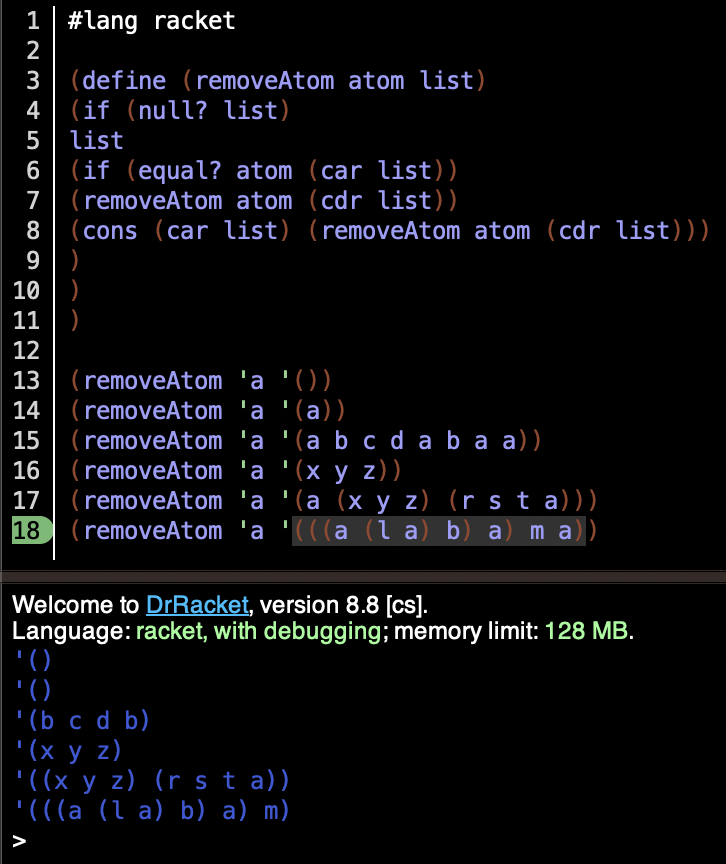 1 #lang racket
2
3 (define (removeAtom atom list)
4 (if (null? list)
5 list
6 (if (equal? atom (car list))
7 (removeAtom atom (cdr list))
8 (cons (car list) (removeAtom atom (cdr list)))
9 )
10 )
11 )
12
13 (removeAtom 'a '())
14 (removeAtom 'a '(a))
15 (removeAtom 'a '(a b c d a b a a))
16 (removeAtom 'a '(x y z))
17 (removeAtom 'a '(a (x y z) (r s t a)))
18 (removeAtom 'a '(((a (l a) b) a) m a))
Welcome to DrRacket, version 8.8 [cs].
Language: racket, with debugging; memory limit: 128 MB.
'()
'()
'(b c d b)
'(x y z)
'((x y z) (r s t a))
'(((a (l a) b) a) m)
>